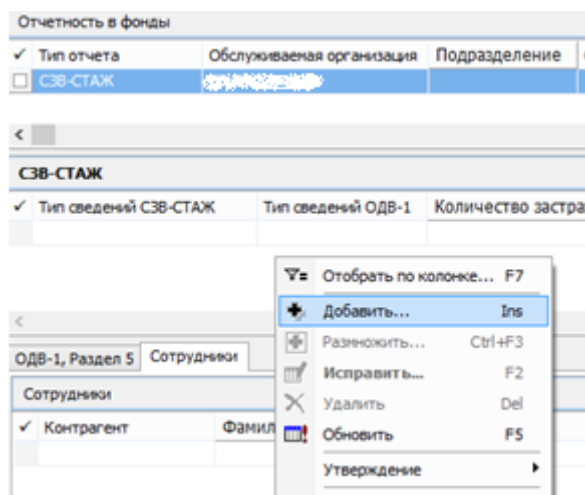 Отчетность в фонды
Тип отчета Обслуживаемая организация Подразделение
СЗВ-СТАЖ
СЗВ-СТАЖ
Тип сведений СЗВ-СТАЖ Тип сведений ОДВ-1 Количество застра
Отобрать по колонке... F7
Добавить... Ins
Размножить... Ctrl+F3
Исправить... F2
Удалить Del
Обновить F5
Утверждение
ОДВ-1, Раздел 5 Сотрудники
Сотрудники
Контрагент Фамил